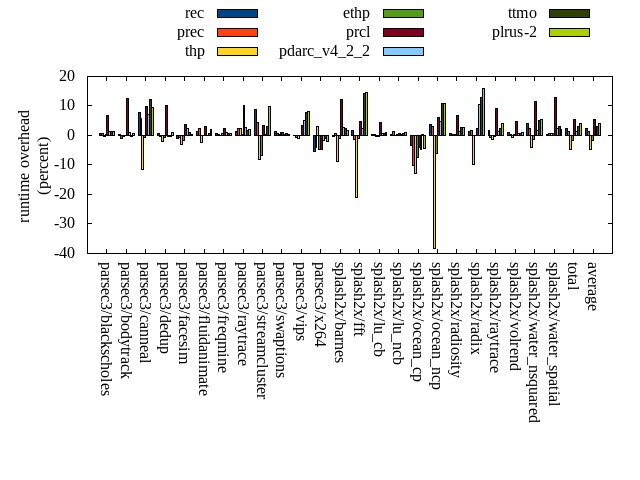 rec ethp ttmo
prec prcl plrus-2
thp pdarc_v4_2_2
runtime overhead
(percent)
20
10
0
-10
-20
-30
-40
parsec3/blackscholes
parsec3/bodytrack
parsec3/canneal
parsec3/dedup
parsec3/facesim
parsec3/fluidanimate
parsec3/freqmine
parsec3/raytrace
parsec3/streamcluster
parsec3/swaptions
parsec3/vips
parsec3/x264
splash2x/barnes
splash2x/fft
splash2x/lu_cb
splash2x/lu_ncb
splash2x/ocean_cp
splash2x/ocean_ncp
splash2x/radiosity
splash2x/radix
splash2x/raytrace
splash2x/volrend
splash2x/water_nsquared
splash2x/water_spatial
total
average